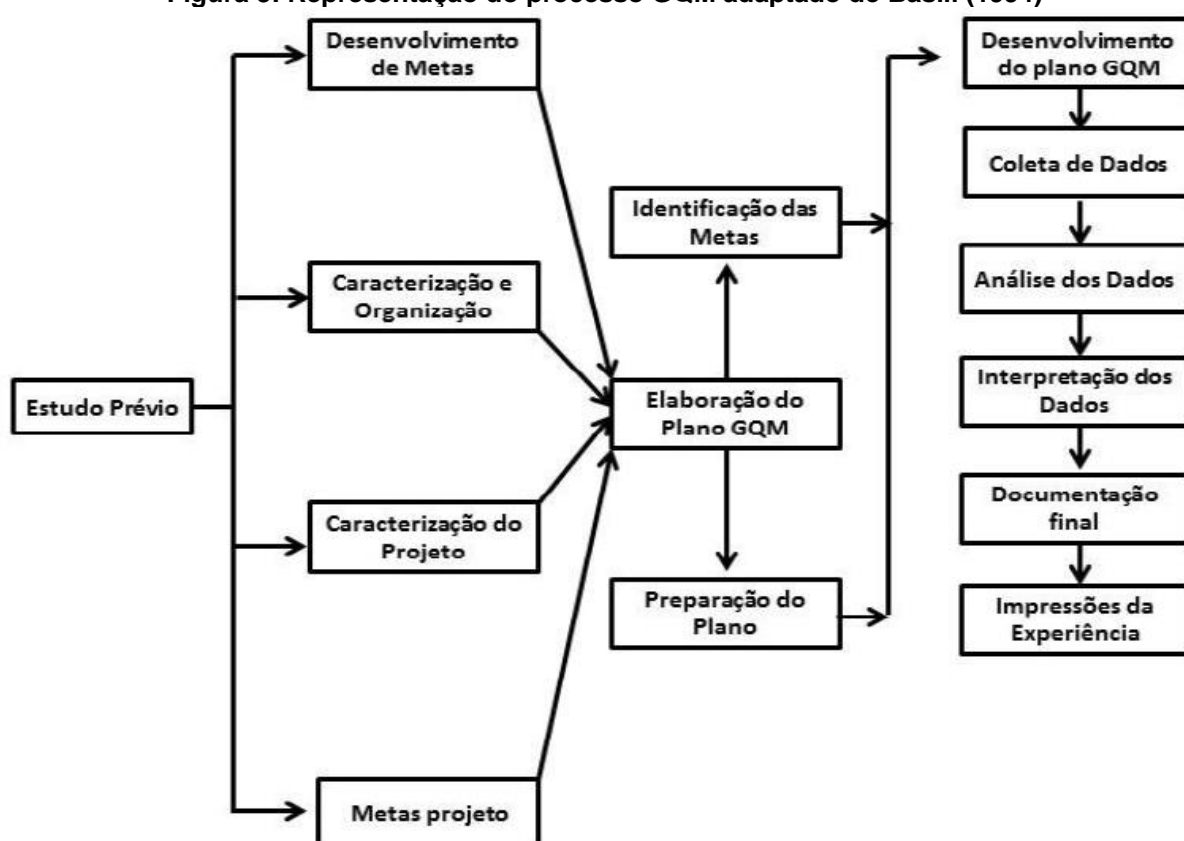 Figura Representação do processo GQM adaptado de Basili (1994)
Desenvolvimento
de Metas
Caracterização e
Organização
Estudo Prévio
Caracterização do
Projeto
Metas projeto
Identificação das
Metas
Elaboração do
Plano GQM
Preparação do
Plano
Desenvolvimento
do plano GQM
Coleta de Dados
Análise dos Dados
Interpretação dos
Dados
Documentação
final
Impressões da
Experiência